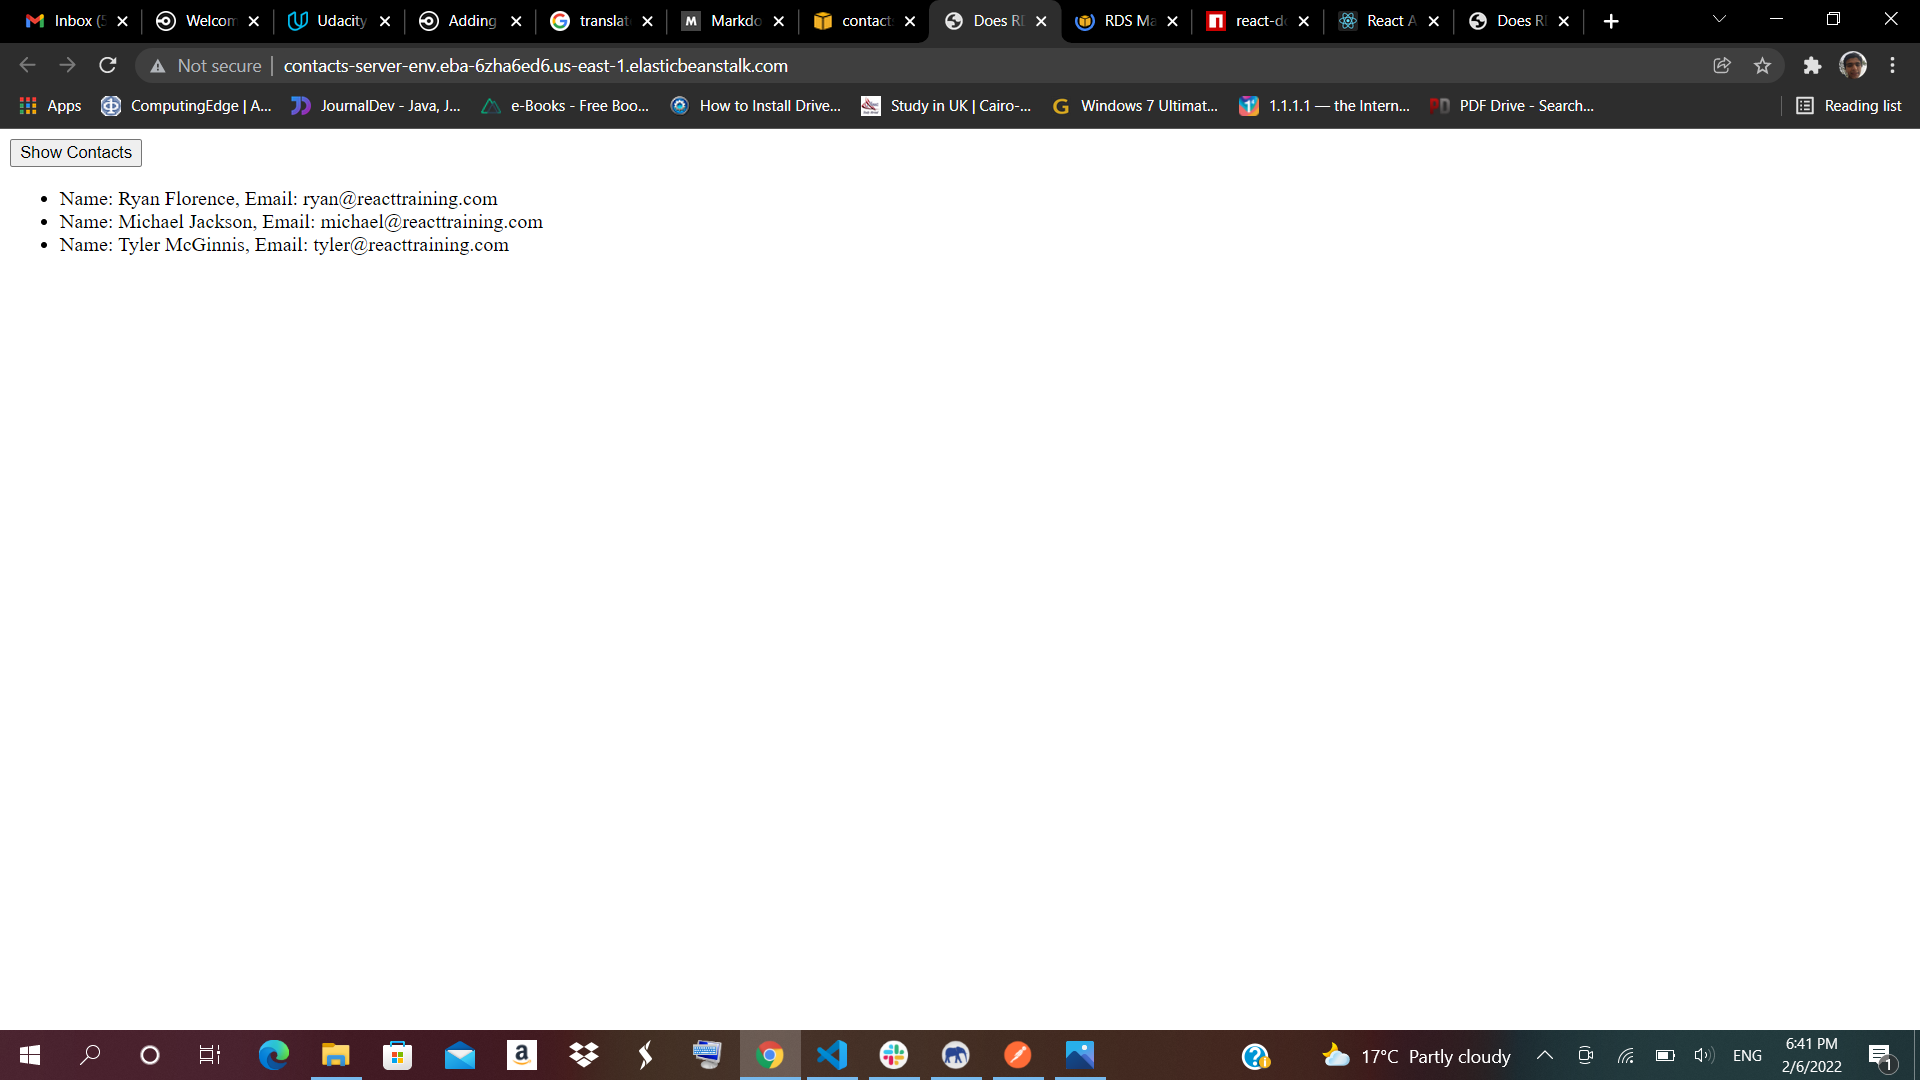 Inbox (5
Welcom
Udacity
Adding
translat
Markdo
contact
Does RD
RDS Ma
react-do
React A
Does RD
Not secure
contacts-server-env.eba-6zha6ed6.us-east-1.elasticbeanstalk.com
Apps
ComputingEdge | A...
JournalDev - Java, J...
e-Books - Free Boo...
How to Install Drive...
Study in UK | Cairo-...
Windows 7 Ultimat...
1.1.1.1 — the Intern...
PDF Drive - Search...
Reading list
Show Contacts
Name: Ryan Florence, Email: ryan@reacttraining.com
Name: Michael Jackson, Email: michael@reacttraining.com
Name: Tyler McGinnis, Email: tyler@reacttraining.com
17°C Partly cloudy
ENG
6:41 PM
2/6/2022
1